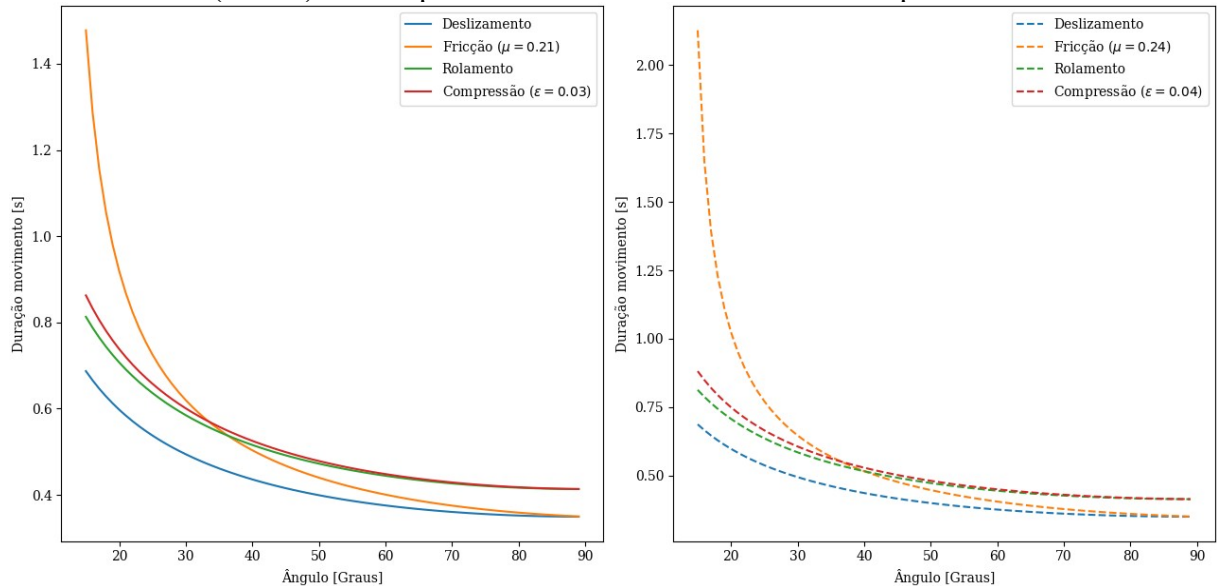 Deslizamento
Fricção (μ = 0.21)
Rolamento
Compressão (ε = 0.03)
1.4
1.2
1.0
0.8
0.6
0.4
Duração movimento [s]
20 30 40 50 60 70 80 90
Ângulo [Graus]
Deslizamento
Fricção (μ = 0.24)
Rolamento
Compressão (ε = 0.04)
2.00
1.75
1.50
1.25
1.00
0.75
0.50
Duração movimento [s]
20 30 40 50 60 70 80 90
Ângulo [Graus]